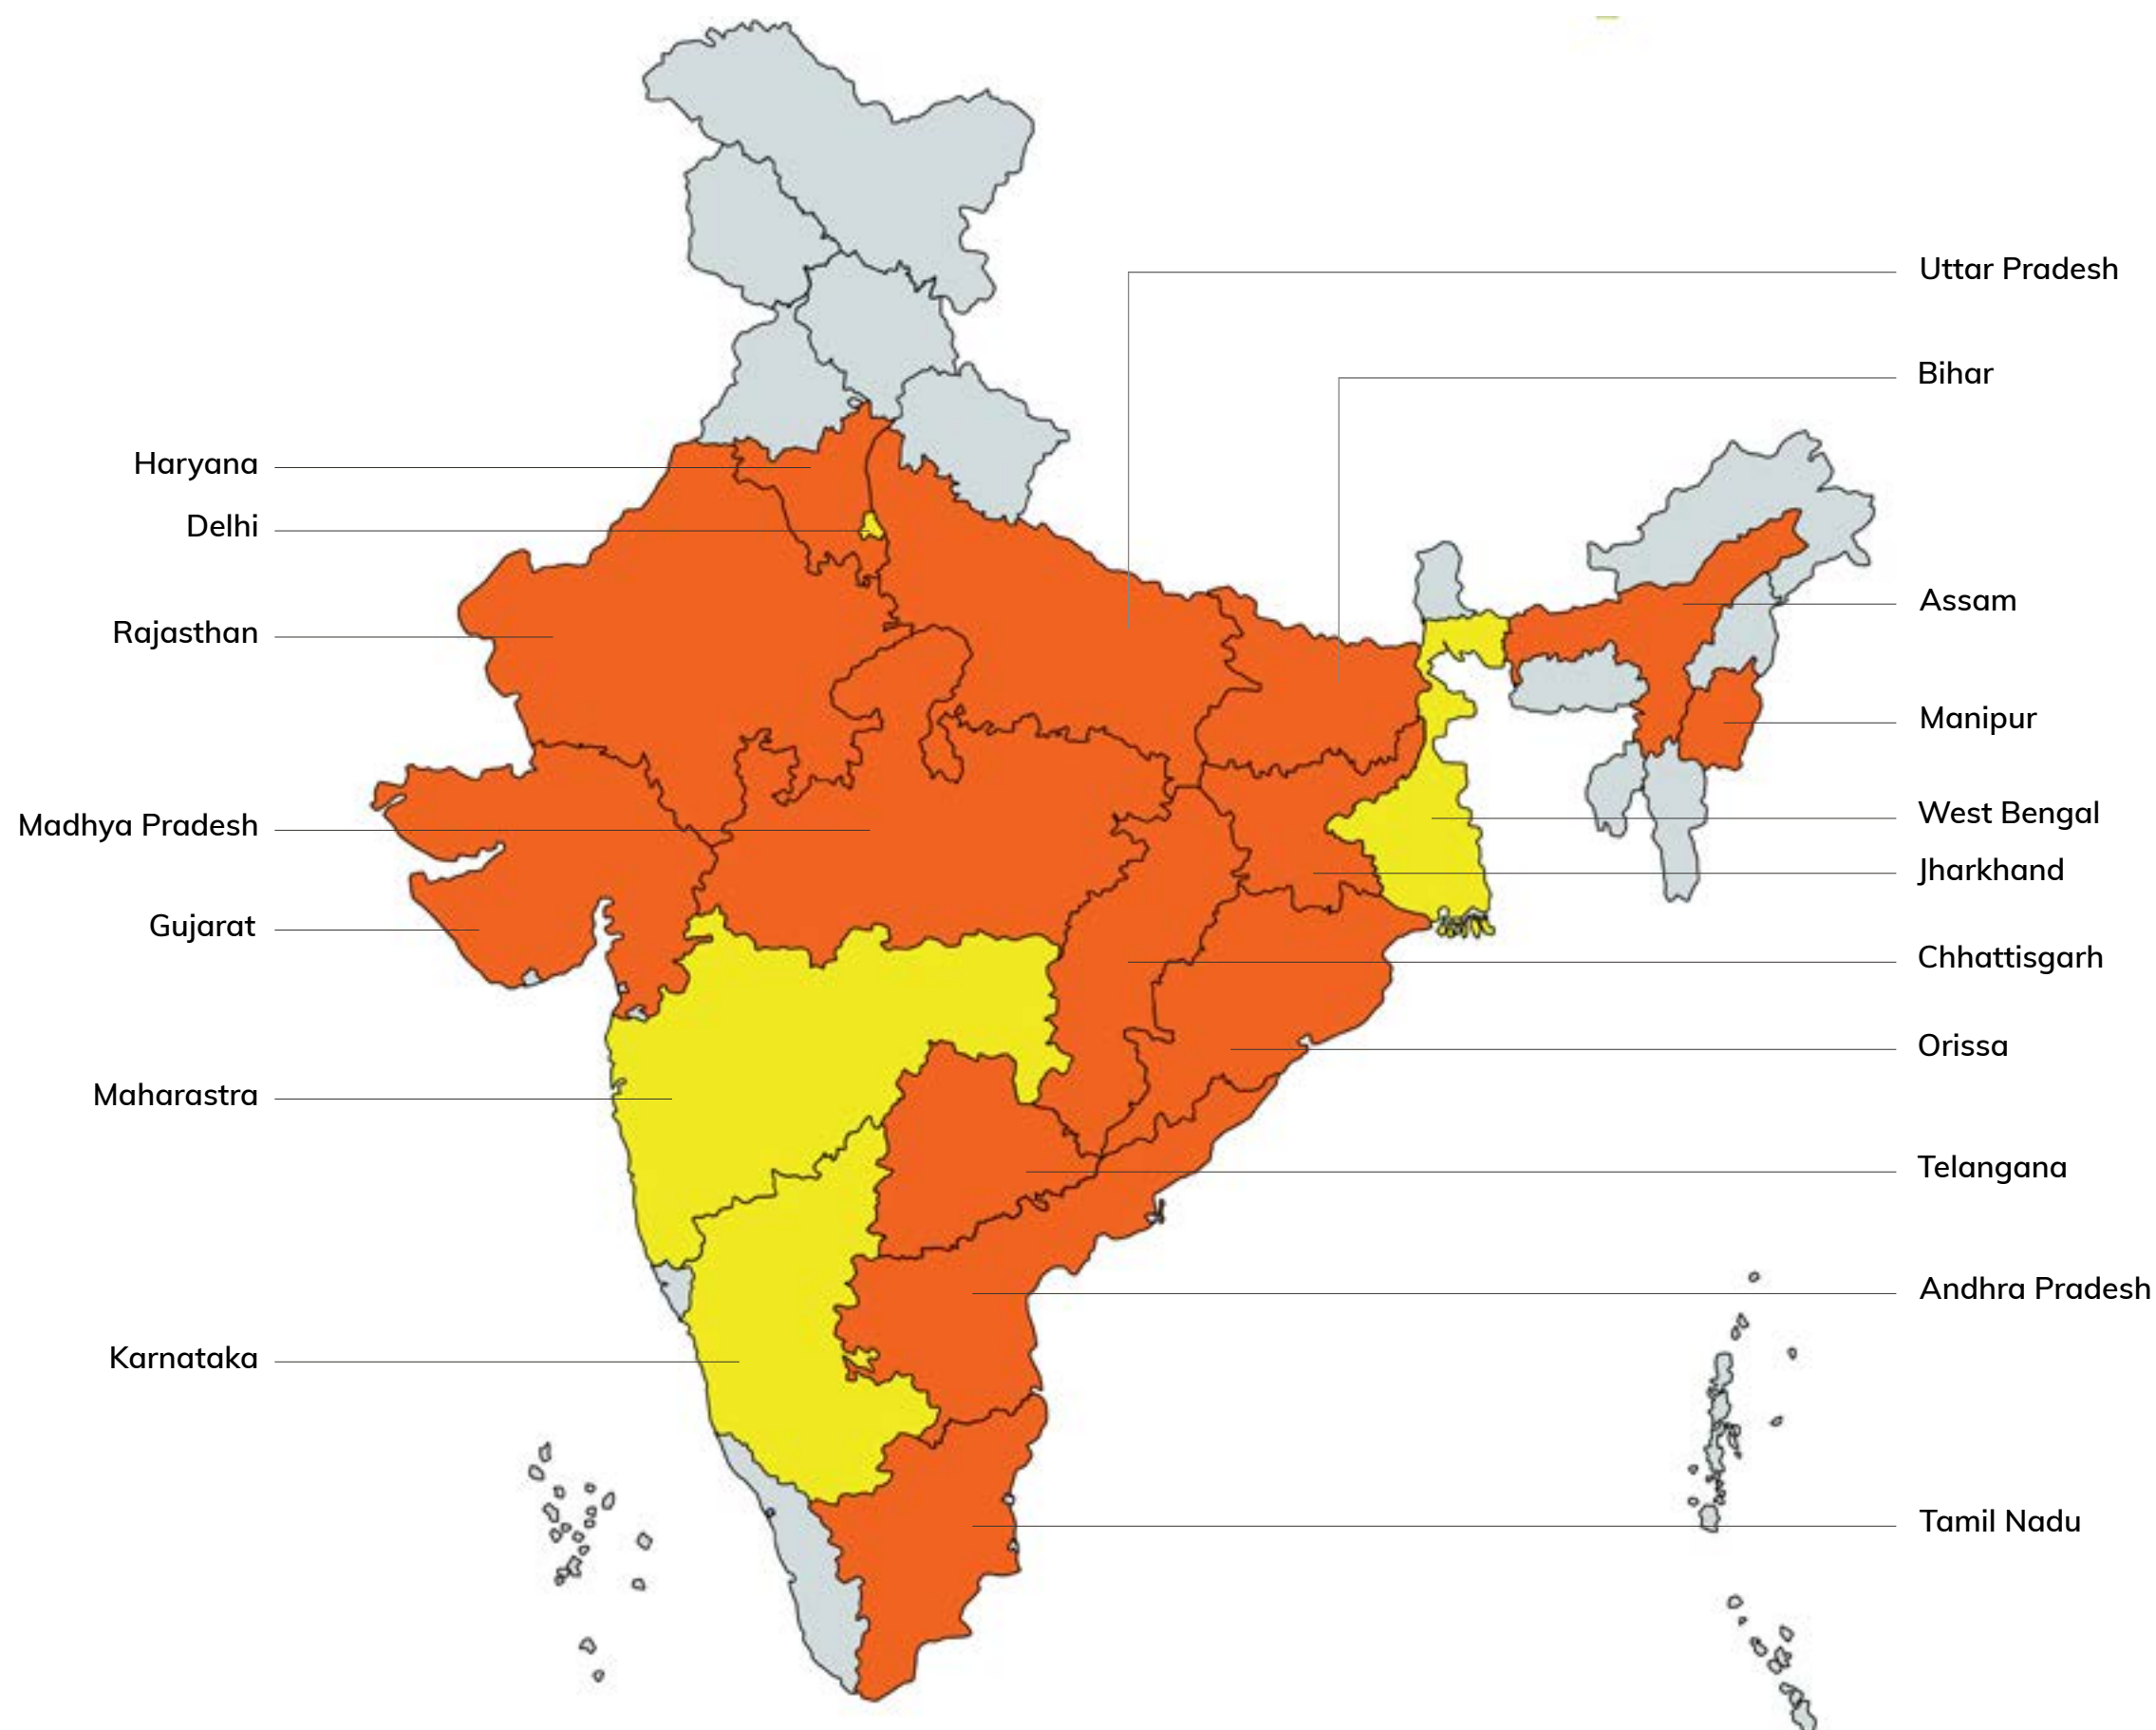 Uttar Pradesh
Bihar
Haryana
Delhi
Assam
Rajasthan
Manipur
West Bengal
Madhya Pradesh
Jharkhand
Gujarat
Chhattisgarh
Orissa
Maharastra
Telangana
Andhra Pradesh
Karnataka
Tamil Nadu